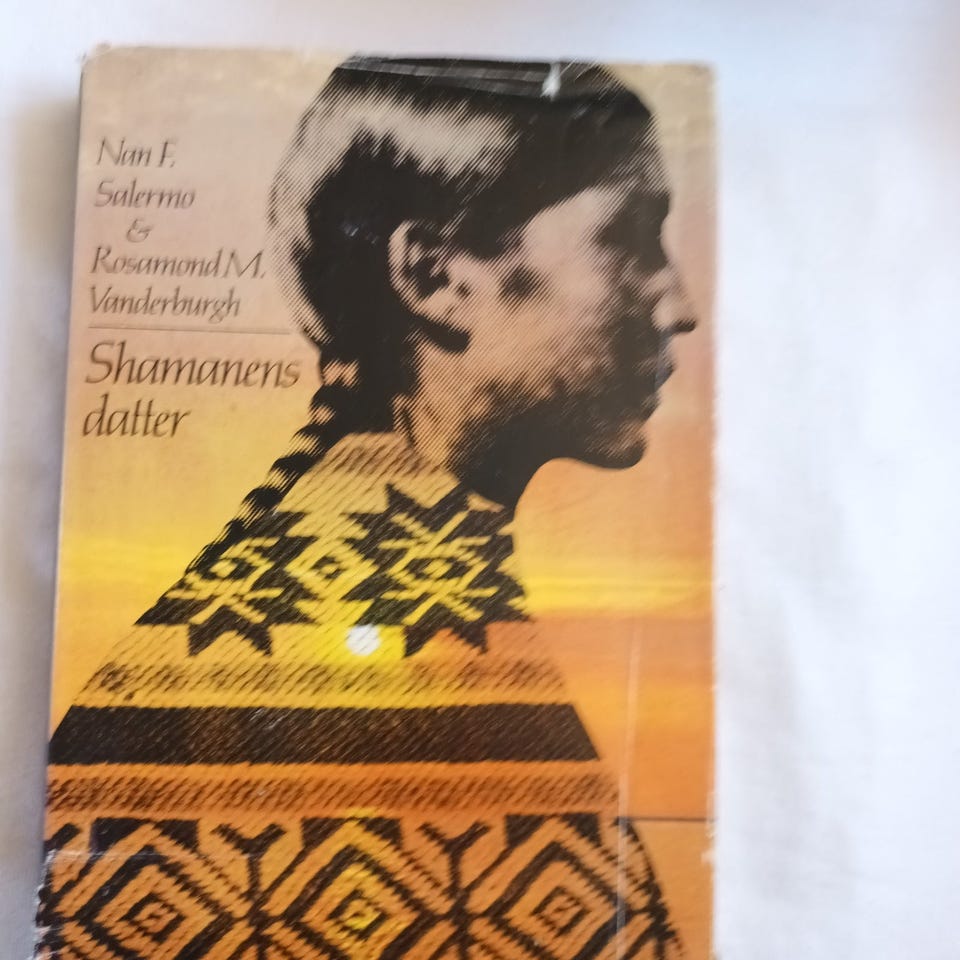 Nan F.
Salermo
&
Rosamond M.
Vanderburgh
Shamanens
datter